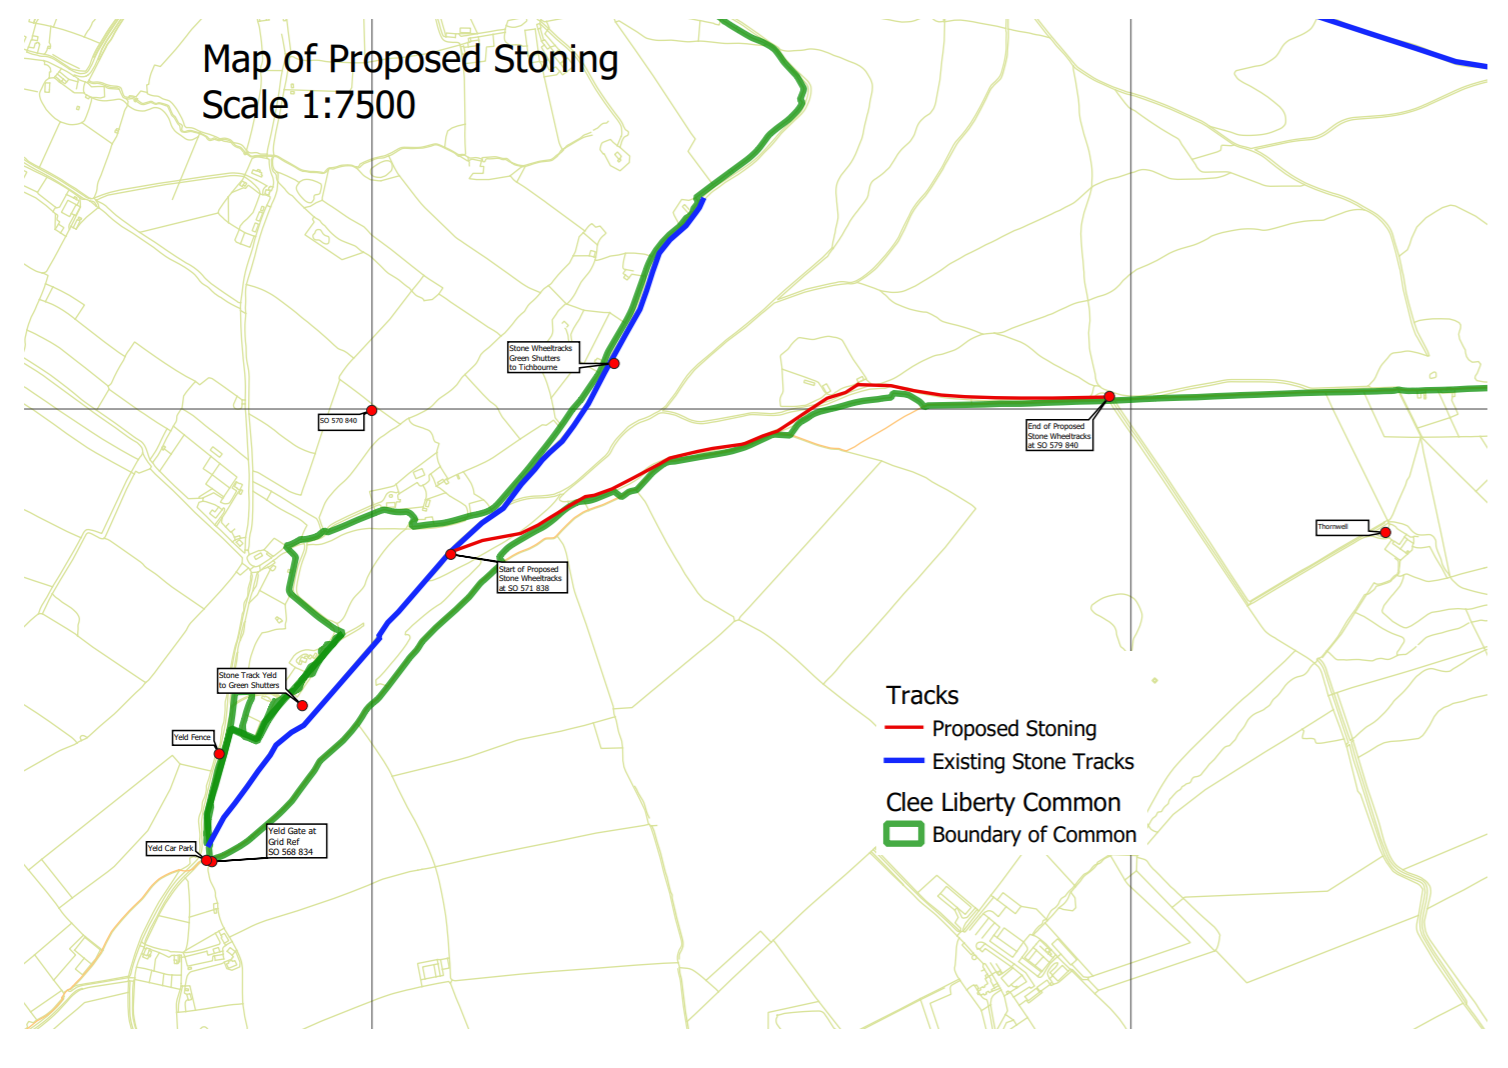 Map of Proposed Stoning
Scale 1:7500
Stone Wheeltracks
Green Shutters
to Tichbourne
SO 570 840
End of Proposed
Stone Wheeltracks
at SO 579 840
Thornwell
Start of Proposed
Stone Wheeltracks
at SO 571 838
Stone Track Yeld
to Green Shutters
Yeld Fence
Yeld Car Park
Yeld Gate at
Grid Ref
SO 568 834
Tracks
Proposed Stoning
Existing Stone Tracks
Clee Liberty Common
Boundary of Common